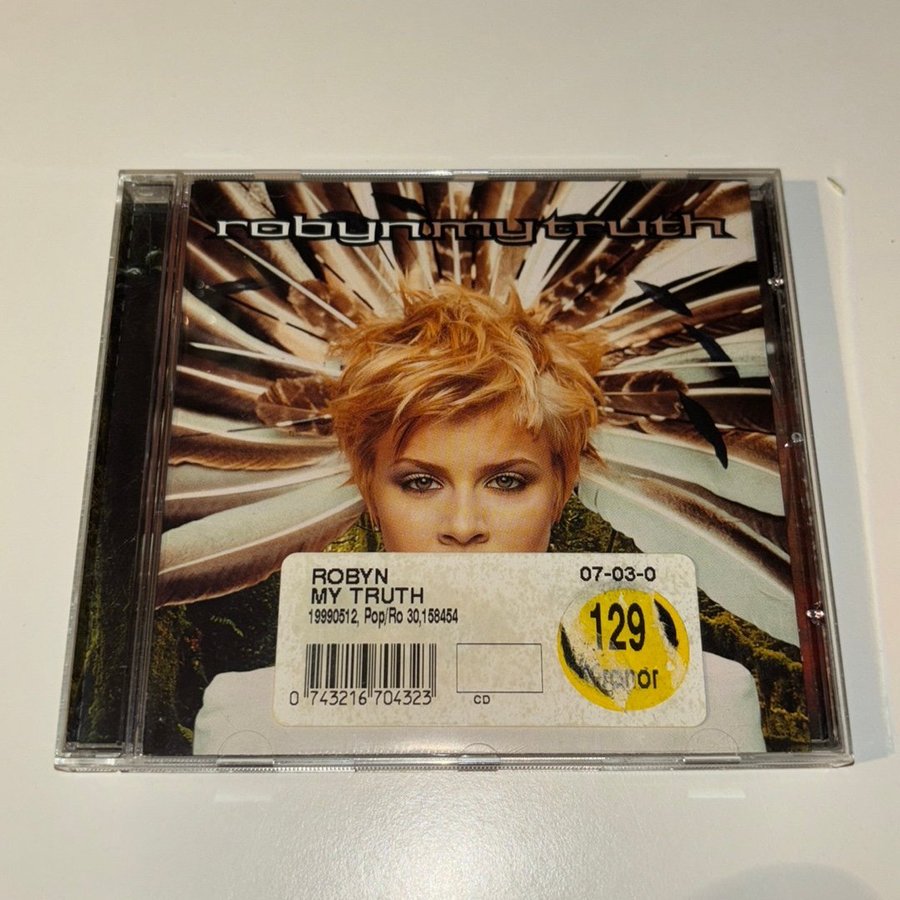 robyn my truth
ROBYN 07-03-0
MY TRUTH
19990512, Pop/Ro 30,158454
129
0 743216 704323
CD